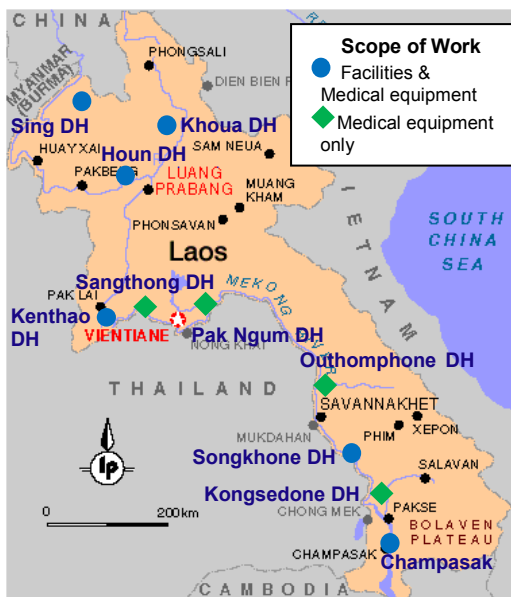 CHINA
MYANMAR
(BURMA)
PHONGSALI
DIEN BIEN
Scope of Work
Facilities &
Medical equipment
Medical equipment
only
Sing DH
Khoua DH
HUAYXAI
Houn DH
SAM NEUA
PAKBENG
LUANG
PRABANG
MUANG
KHAM
PHONSAVAN
Laos
VIETNAM
SOUTH
CHINA
SEA
Sangthong DH
MEKONG RIVER
PAK LAI
Kenthao
DH
VIENTIANE
Pak Ngum DH
NONG KHAI
Outhomphone DH
THAILAND
SAVANNAKHET
MUKDAHAN
PHIM
XEPON
Songkhone DH
SALAVAN
lp
Kongsedone DH
0
200km
CHONG MEK
PAKSE
BOLAVEN
PLATEAU
CHAMPASAK
Champasak
CAMBODIA